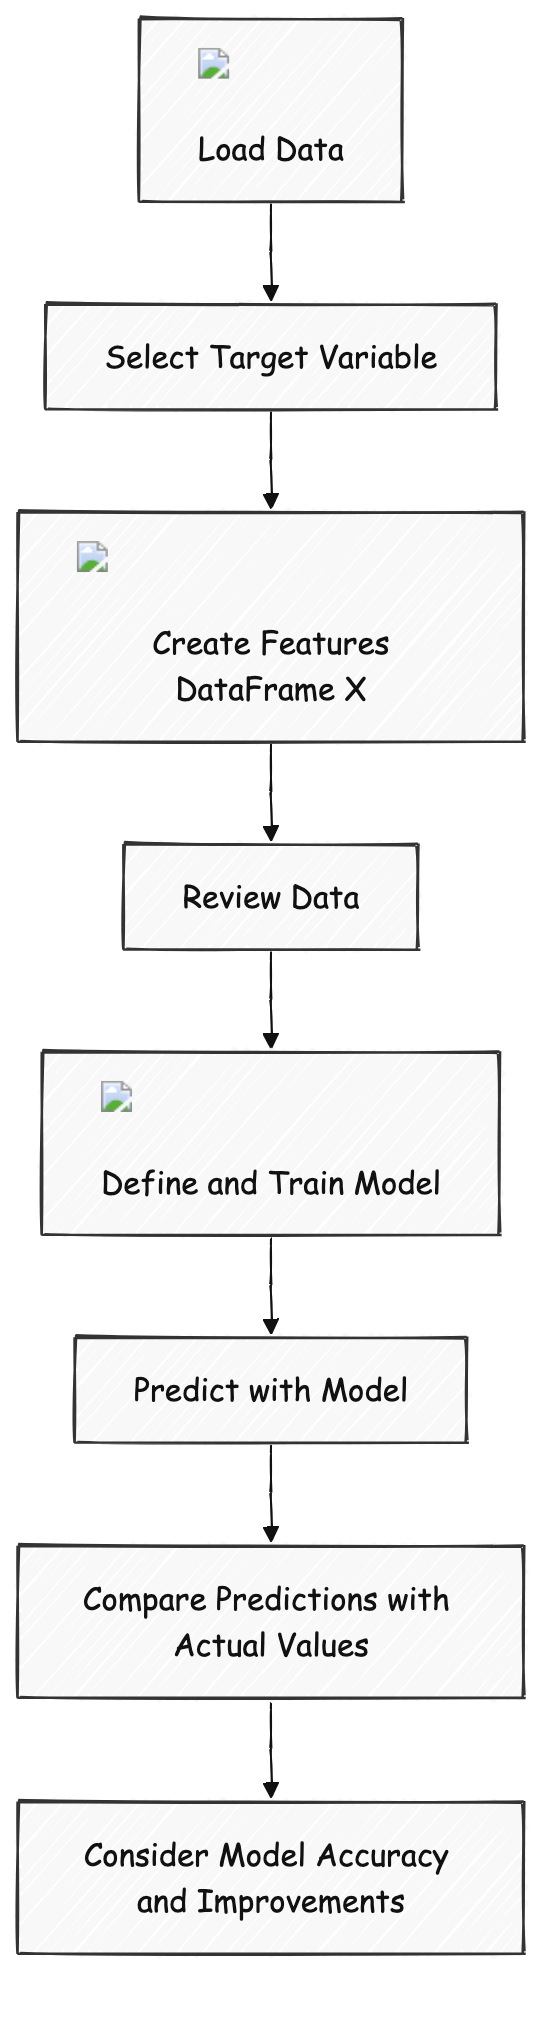 Load Data
Select Target Variable
Create Features
DataFrame X
Review Data
Define and Train Model
Predict with Model
Compare Predictions with
Actual Values
Consider Model Accuracy
and Improvements